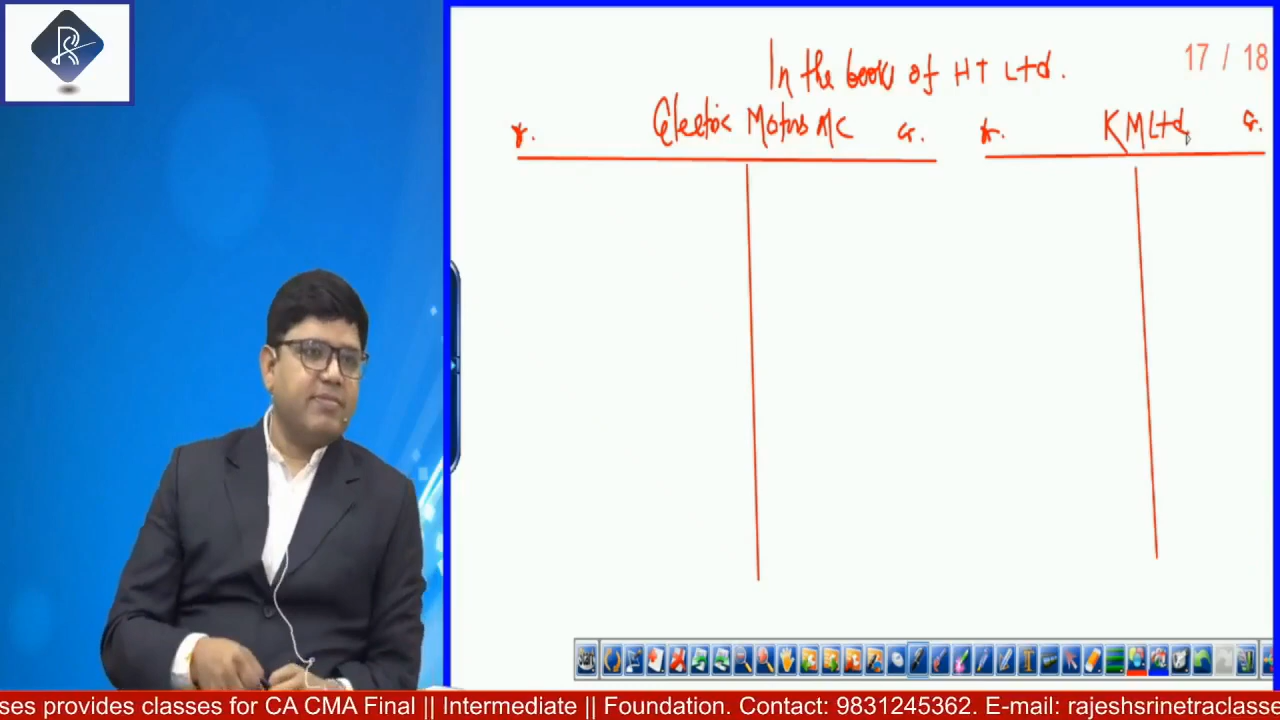 In the books of HT Ltd.
17 / 18
Dr. Electric Motors A/C Cr.
Dr. KM Ltd. Cr.
ses provides classes for CA CMA Final || Intermediate || Foundation. Contact: 9831245362. E-mail: rajeshsrinetraclasse